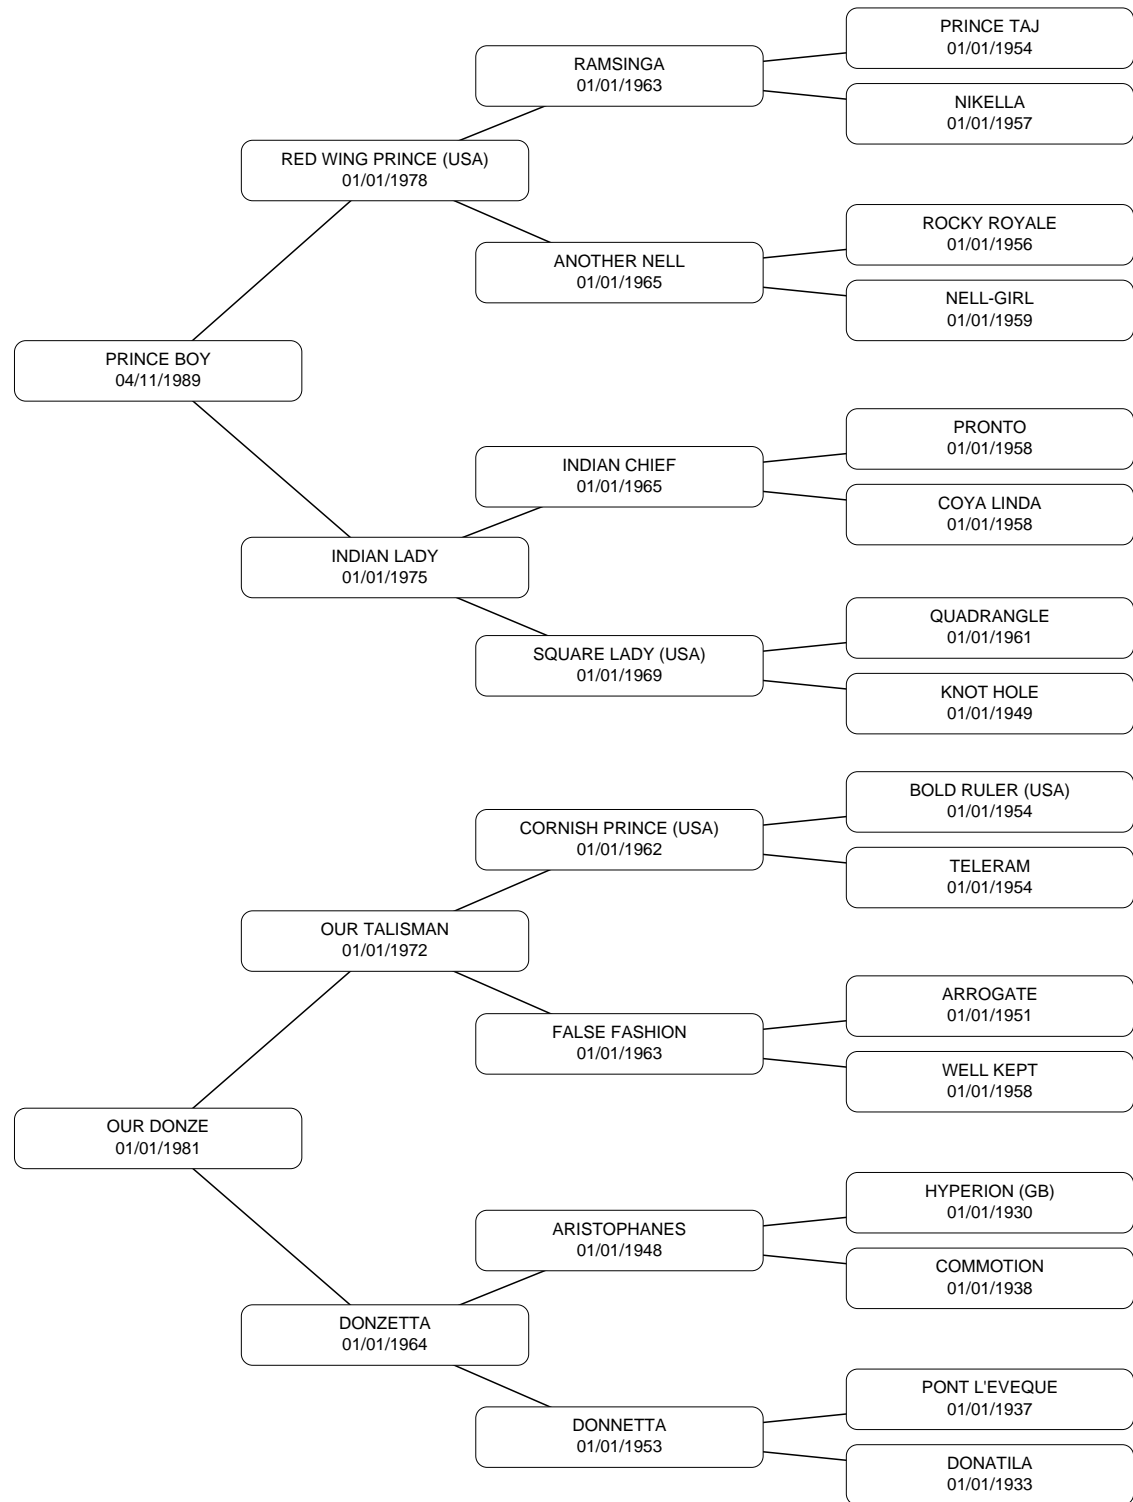 PRINCE TAJ
01/01/1954
RAMSINGA
01/01/1963
NIKELLA
01/01/1957
RED WING PRINCE (USA)
01/01/1978
ROCKY ROYALE
01/01/1956
ANOTHER NELL
01/01/1965
NELL-GIRL
01/01/1959
PRINCE BOY
04/11/1989
PRONTO
01/01/1958
INDIAN CHIEF
01/01/1965
COYA LINDA
01/01/1958
INDIAN LADY
01/01/1975
QUADRANGLE
01/01/1961
SQUARE LADY (USA)
01/01/1969
KNOT HOLE
01/01/1949
BOLD RULER (USA)
01/01/1954
CORNISH PRINCE (USA)
01/01/1962
TELERAM
01/01/1954
OUR TALISMAN
01/01/1972
ARROGATE
01/01/1951
FALSE FASHION
01/01/1963
WELL KEPT
01/01/1958
OUR DONZE
01/01/1981
HYPERION (GB)
01/01/1930
ARISTOPHANES
01/01/1948
COMMOTION
01/01/1938
DONZETTA
01/01/1964
PONT L'EVEQUE
01/01/1937
DONNETTA
01/01/1953
DONATILA
01/01/1933